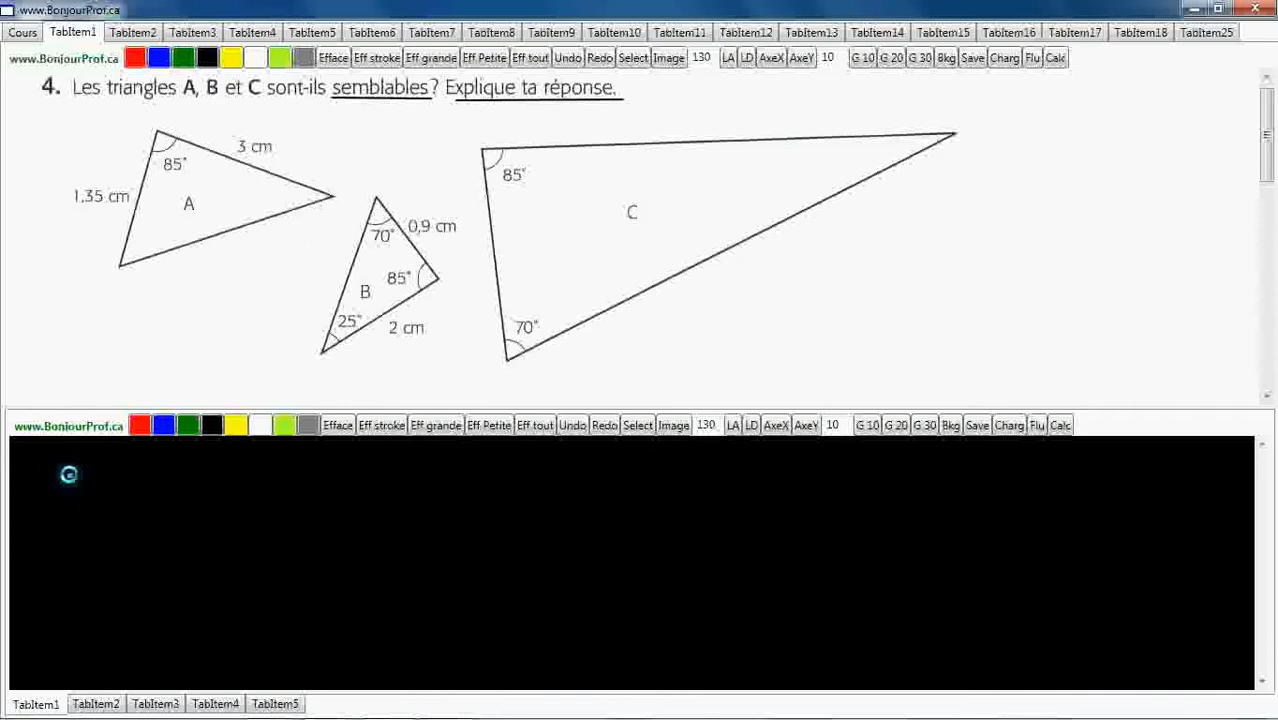 www.BonjourProf.ca
Cours TabItem1 TabItem2 TabItem3 TabItem4 TabItem5 TabItem6 TabItem7 TabItem8 TabItem9 TabItem10 TabItem11 TabItem12 TabItem13 TabItem14 TabItem15 TabItem16 TabItem17 TabItem18 TabItem25
www.BonjourProf.ca Efface Eff stroke Eff grande Eff Petite Eff tout Undo Redo Select Image 130 LA LD AxeX AxeY 10 G 10 G 20 G 30 Bkg Save Charg Flu Calc
4. Les triangles A, B et C sont-ils semblables? Explique ta réponse.
3 cm
85°
1,35 cm
A
70°
0,9 cm
85°
B
25°
2 cm
85°
C
70°
www.BonjourProf.ca Efface Eff stroke Eff grande Eff Petite Eff tout Undo Redo Select Image 130 LA LD AxeX AxeY 10 G 10 G 20 G 30 Bkg Save Charg Flu Calc
TabItem1 TabItem2 TabItem3 TabItem4 TabItem5